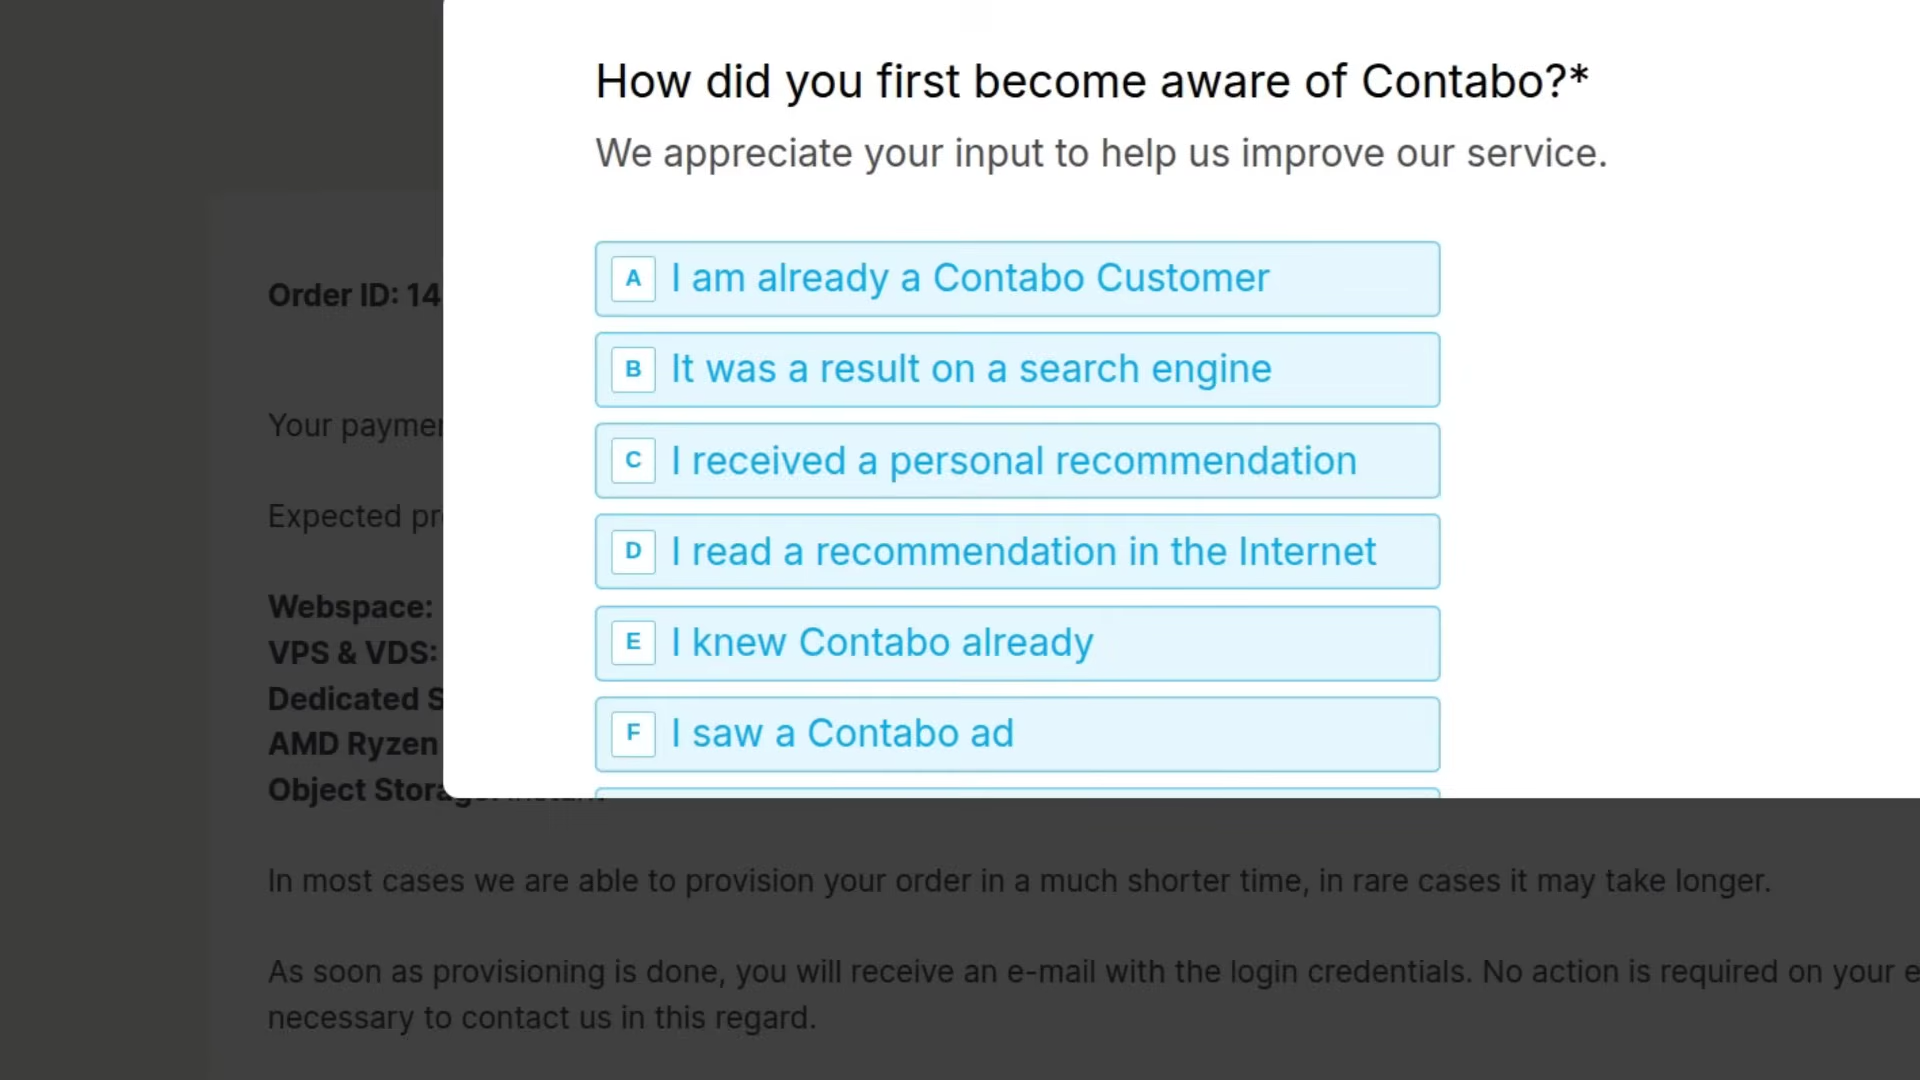 How did you first become aware of Contabo?*
We appreciate your input to help us improve our service.
A I am already a Contabo Customer
B It was a result on a search engine
C I received a personal recommendation
D I read a recommendation in the Internet
E I knew Contabo already
F I saw a Contabo ad
Order ID: 14
Your
Expected
Webspace:
VPS & VDS:
Dedicated
AMD Ryzen
Object
In most cases we are able to provision your order in a much shorter time, in rare cases it may take longer.
As soon as provisioning is done, you will receive an e-mail with the login credentials. No action is required on your
necessary to contact us in this regard.